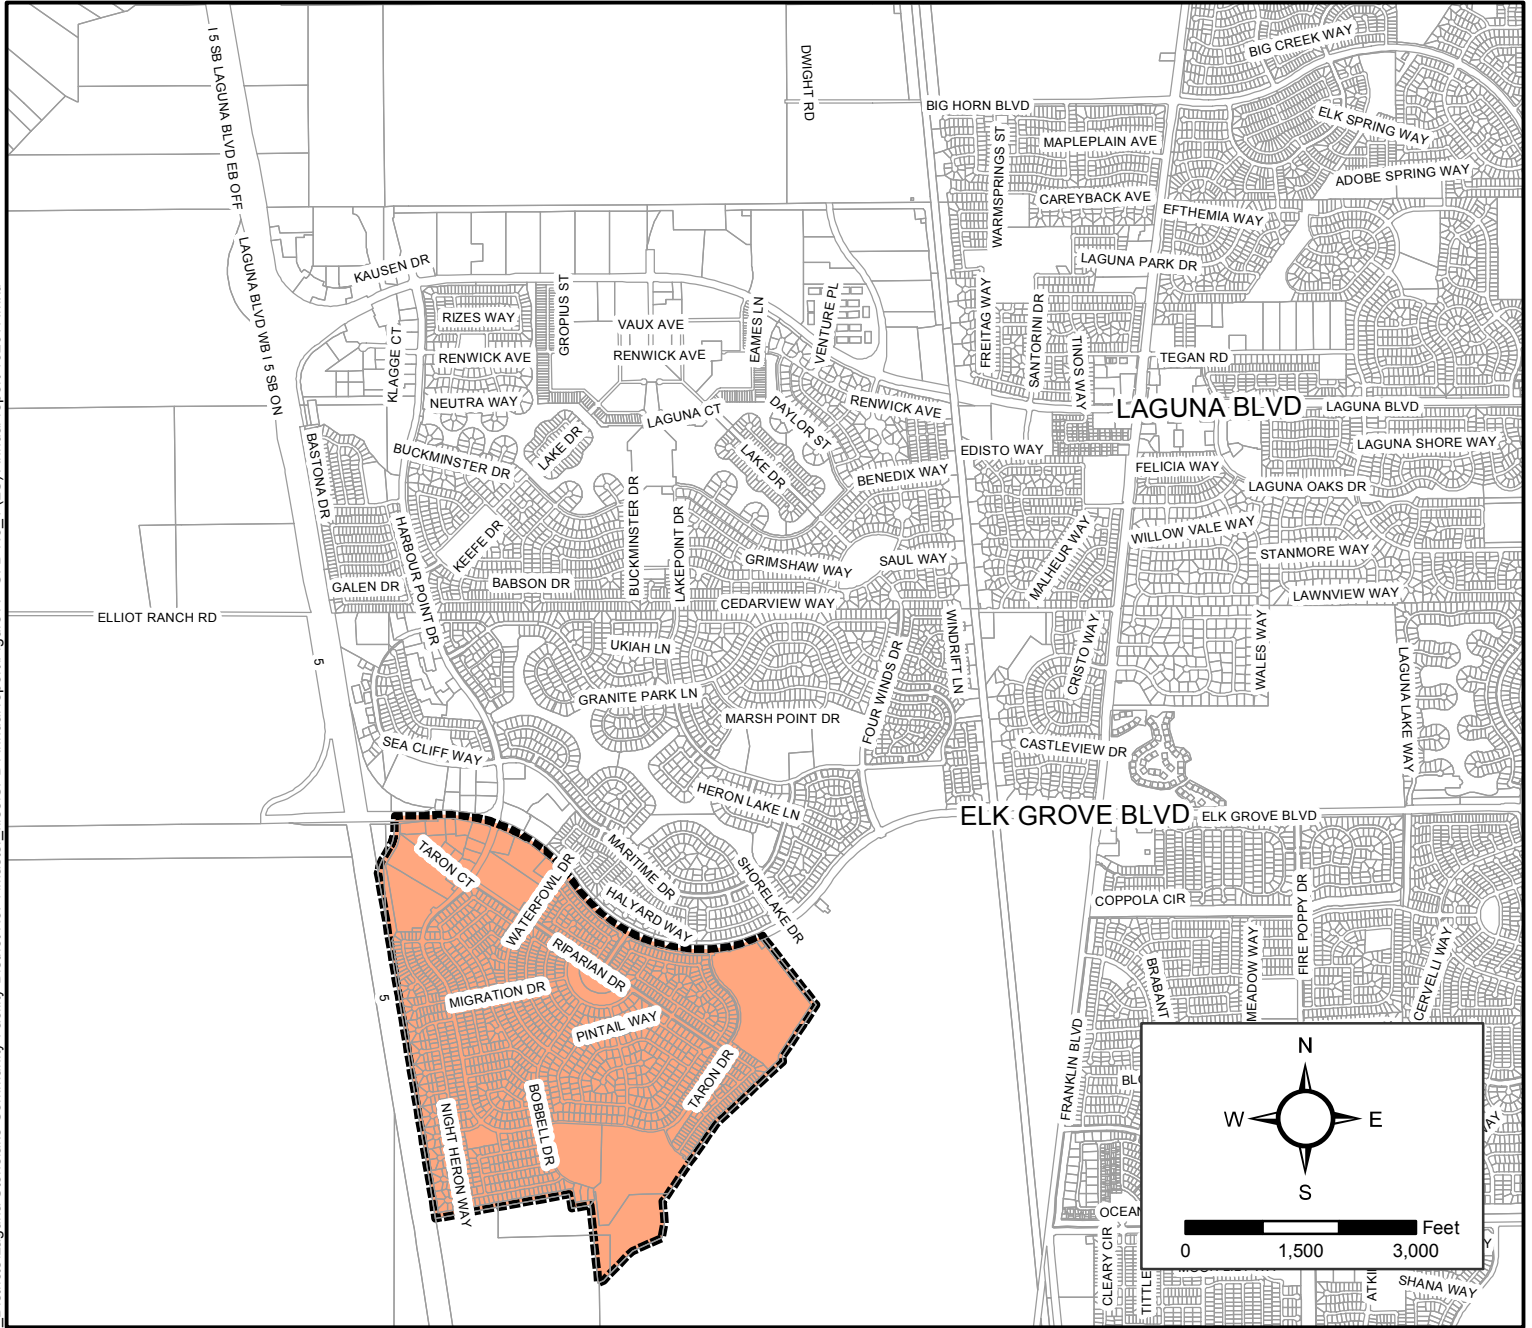 BIG CREEK WAY
I 5 SB LAGUNA BLVD EB OFF
DWIGHT RD
BIG HORN BLVD
ELK SPRING WAY
WARMSPRINGS ST
MAPLEPLAIN AVE
ADOBE SPRING WAY
CAREYBACK AVE
EFTHEMIA WAY
LAGUNA BLVD WB I 5 SB ON
KAUSEN DR
LAGUNA PARK DR
GROPIUS ST
FREITAG WAY
SANTORINI DR
RIZES WAY
VAUX AVE
EAMES LN
VENTURE PL
KLAGGE CT
RENWICK AVE
RENWICK AVE
TINOS WAY
TEGAN RD
NEUTRA WAY
LAGUNA CT
DAYLOR ST
RENWICK AVE
LAGUNA BLVD
LAGUNA BLVD
BASTONA DR
BUCKMINSTER DR
LAKE DR
LAKE DR
BENEDIX WAY
EDISTO WAY
LAGUNA SHORE WAY
FELICIA WAY
LAGUNA OAKS DR
HARBOUR POINT DR
KEEFE DR
BUCKMINSTER DR
LAKEPOINT DR
GRIMSHAW WAY
SAUL WAY
MALHEUR WAY
WILLOW VALE WAY
STANMORE WAY
GALEN DR
BABSON DR
CEDARVIEW WAY
LAWNVIEW WAY
ELLIOT RANCH RD
5
UKIAH LN
FOUR WINDS DR
WINDRIFT LN
CRISTO WAY
WALES WAY
LAGUNA LAKE WAY
GRANITE PARK LN
MARSH POINT DR
SEA CLIFF WAY
CASTLEVIEW DR
HERON LAKE LN
ELK GROVE BLVD
ELK GROVE BLVD
TARON CT
WATERFOWL DR
MARITIME DR
HALYARD WAY
SHORELAKE DR
COPPOLA CIR
FIRE POPPY DR
RIPARIAN DR
MIGRATION DR
5
PINTAIL WAY
BRABANT
MEADOW WAY
CERVELLI WAY
TARON DR
FRANKLIN BLVD
NIGHT HERON WAY
BOBBELL DR
N
W
E
S
Feet
0
1,500
3,000
CLEARY CIR
TITTLE
SHANA WAY